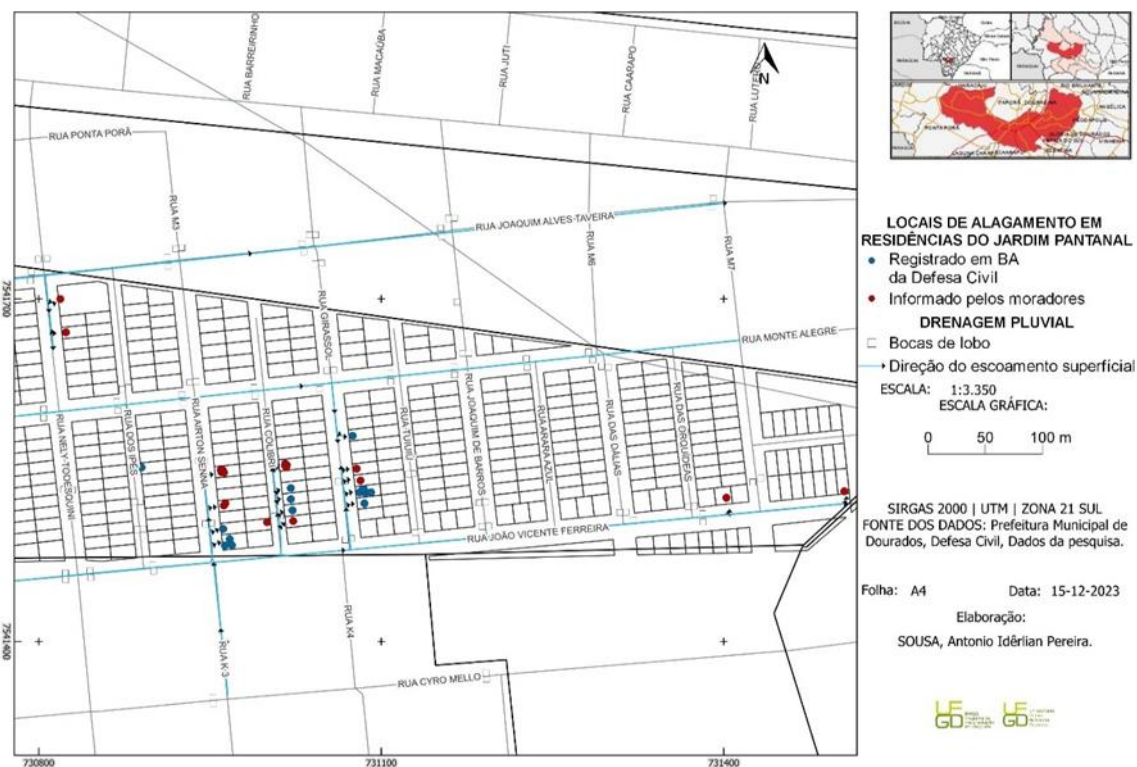 RUA BARREIRINHO
RUA MACAÚBA
RUA JUTI
RUA CAARAPO
N
RUA PONTA PORÃ
RUA M3
RUA JOAQUIM ALVES TAVEIRA
RUA M6
RUA M7
RUA GIRASSOL
RUA MONTE ALEGRE
RUA NELY TODESQUINI
RUA DOS IPÊS
RUA AIRTON SENNA
RUA COLIBRI
RUA TUIUIÚ
RUA JOAQUIM DE BARROS
RUA ARARA AZUL
RUA DAS DÁLIAS
RUA DAS ORQUÍDEAS
RUA JOÃO VICENTE FERREIRA
RUA K4
RUA K-3
RUA CYRO MELLO
7541700
7541400
730800
731100
731400
PONTA PORÃ
LOCAIS DE ALAGAMENTO EM
RESIDÊNCIAS DO JARDIM PANTANAL
Registrado em BA
da Defesa Civil
Informado pelos moradores
DRENAGEM PLUVIAL
Bocas de lobo
Direção do escoamento superficial
ESCALA: 1:3.350
ESCALA GRÁFICA:
0 50 100 m
SIRGAS 2000 | UTM | ZONA 21 SUL
FONTE DOS DADOS: Prefeitura Municipal de
Dourados, Defesa Civil, Dados da pesquisa.
Folha: A4 Data: 15-12-2023
Elaboração:
SOUSA, Antonio Idêrlian Pereira.
UFGD
UFGD